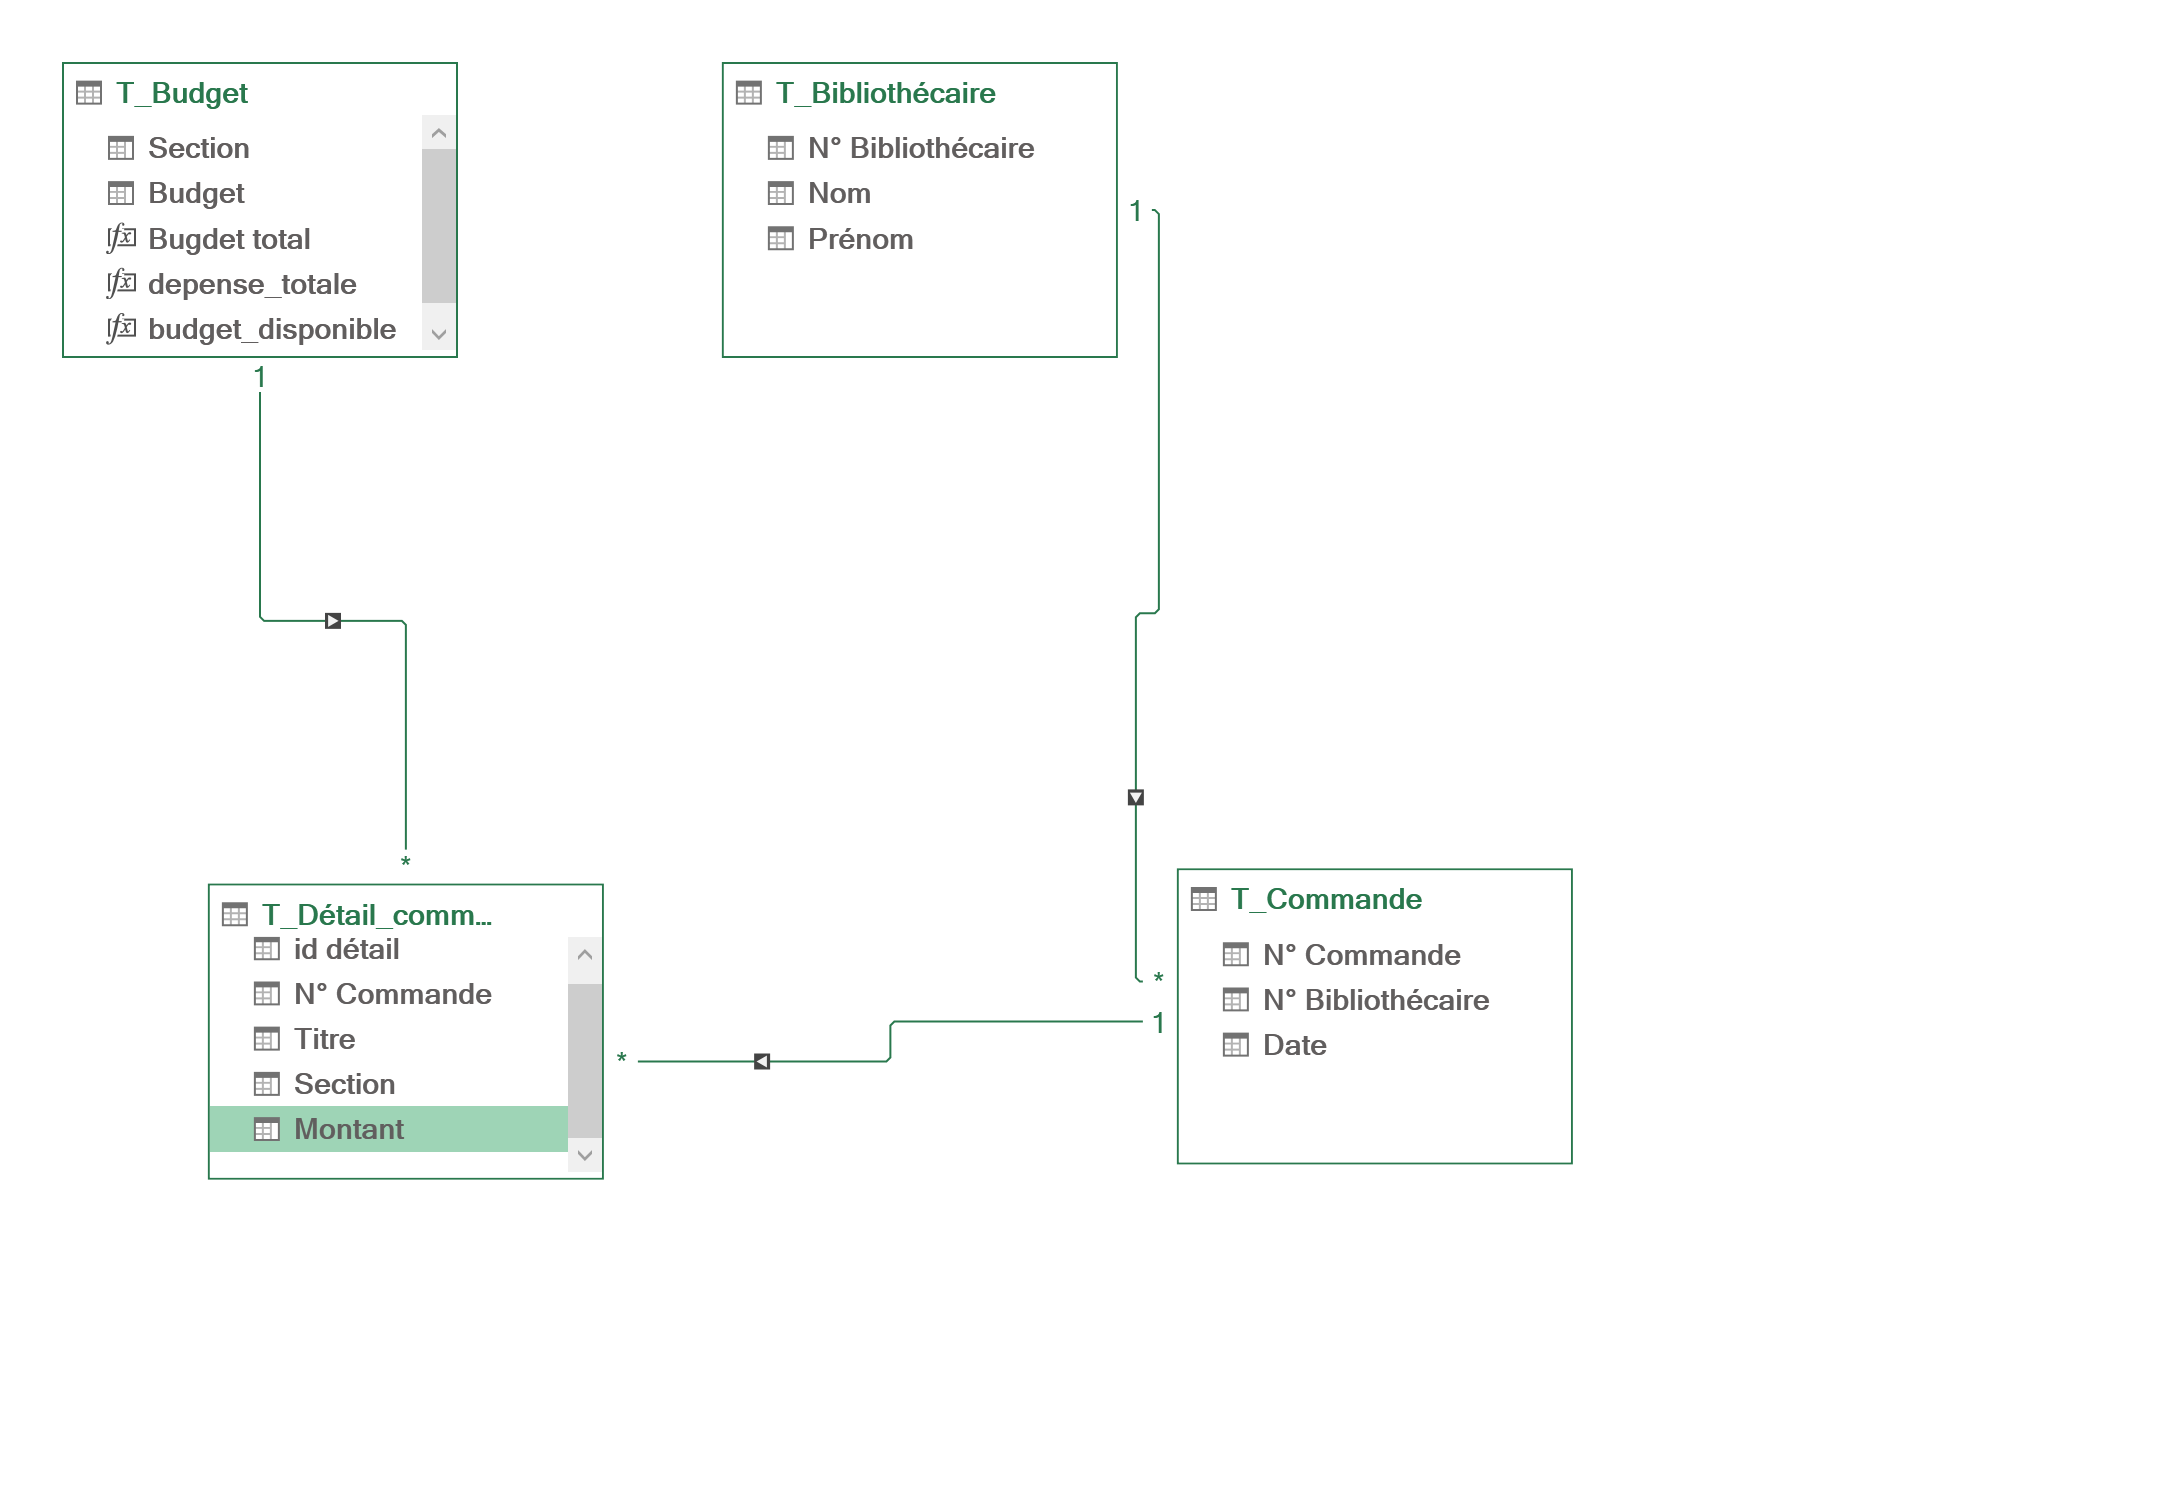 T_Budget
Section
Budget
Bugdet total
depense_totale
budget_disponible
1
T_Bibliothécaire
N° Bibliothécaire
Nom
Prénom
1
*
T_Détail_comm...
id détail
N° Commande
Titre
Section
Montant
*
T_Commande
N° Commande
N° Bibliothécaire
Date
*
1